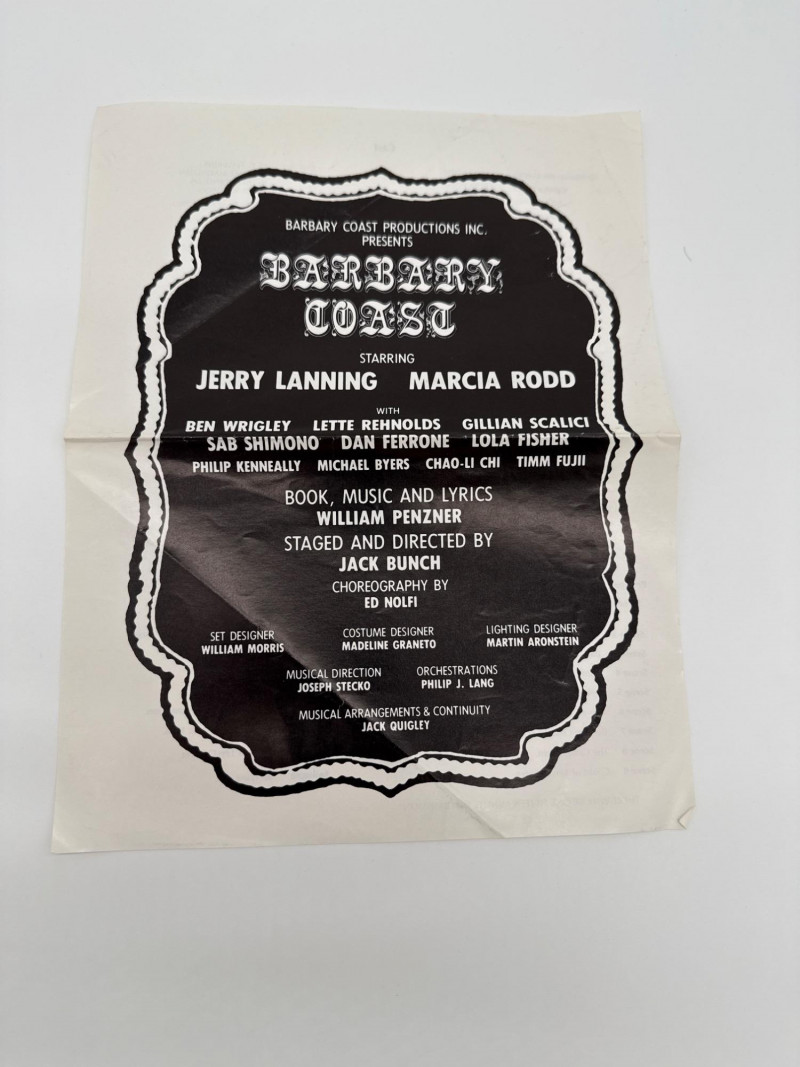 BARBARY COAST PRODUCTIONS INC.
PRESENTS
BARBARY
COAST
STARRING
JERRY LANNING MARCIA RODD
WITH
BEN WRIGLEY LETTE REHNOLDS GILLIAN SCALICI
SAB SHIMONO DAN FERRONE LOLA FISHER
PHILIP KENNEALLY MICHAEL BYERS CHAO-LI CHI TIMM FUJII
BOOK, MUSIC AND LYRICS
WILLIAM PENZNER
STAGED AND DIRECTED BY
JACK BUNCH
CHOREOGRAPHY BY
ED NOLFI
SET DESIGNER COSTUME DESIGNER LIGHTING DESIGNER
WILLIAM MORRIS MADELINE GRANETO MARTIN ARONSTEIN
MUSICAL DIRECTION ORCHESTRATIONS
JOSEPH STECKO PHILIP J. LANG
MUSICAL ARRANGEMENTS & CONTINUITY
JACK QUIGLEY